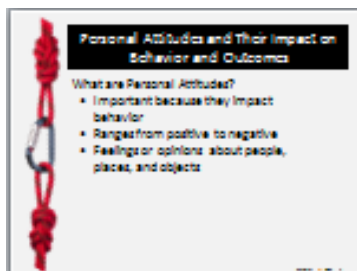 Personal Attitudes and Their Impact on
Behavior and Outcomes
What are Personal Attitudes?
• Important because they impact
behavior
• Ranges from positive to negative
• Feelings or opinions about people,
places, and objects